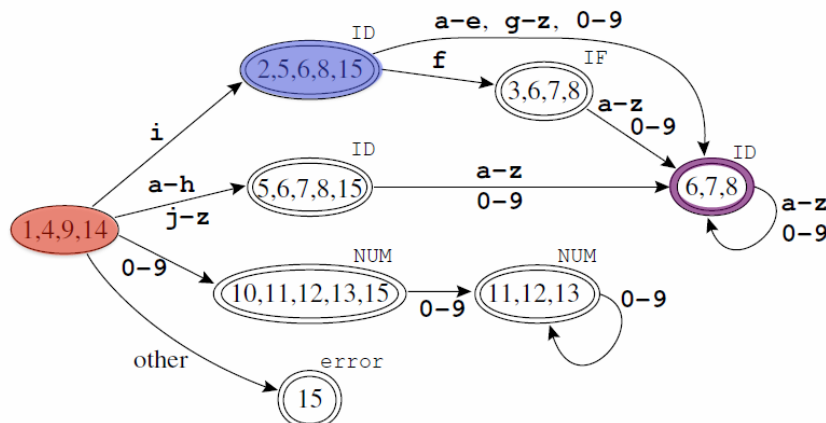 ID
a-e, g-z, 0-9
2,5,6,8,15
f
IF
3,6,7,8
a-z
0-9
i
ID
ID
a-h
5,6,7,8,15
a-z
6,7,8
j-z
0-9
a-z
0-9
1,4,9,14
0-9
NUM
NUM
10,11,12,13,15
0-9
11,12,13
0-9
other
error
15